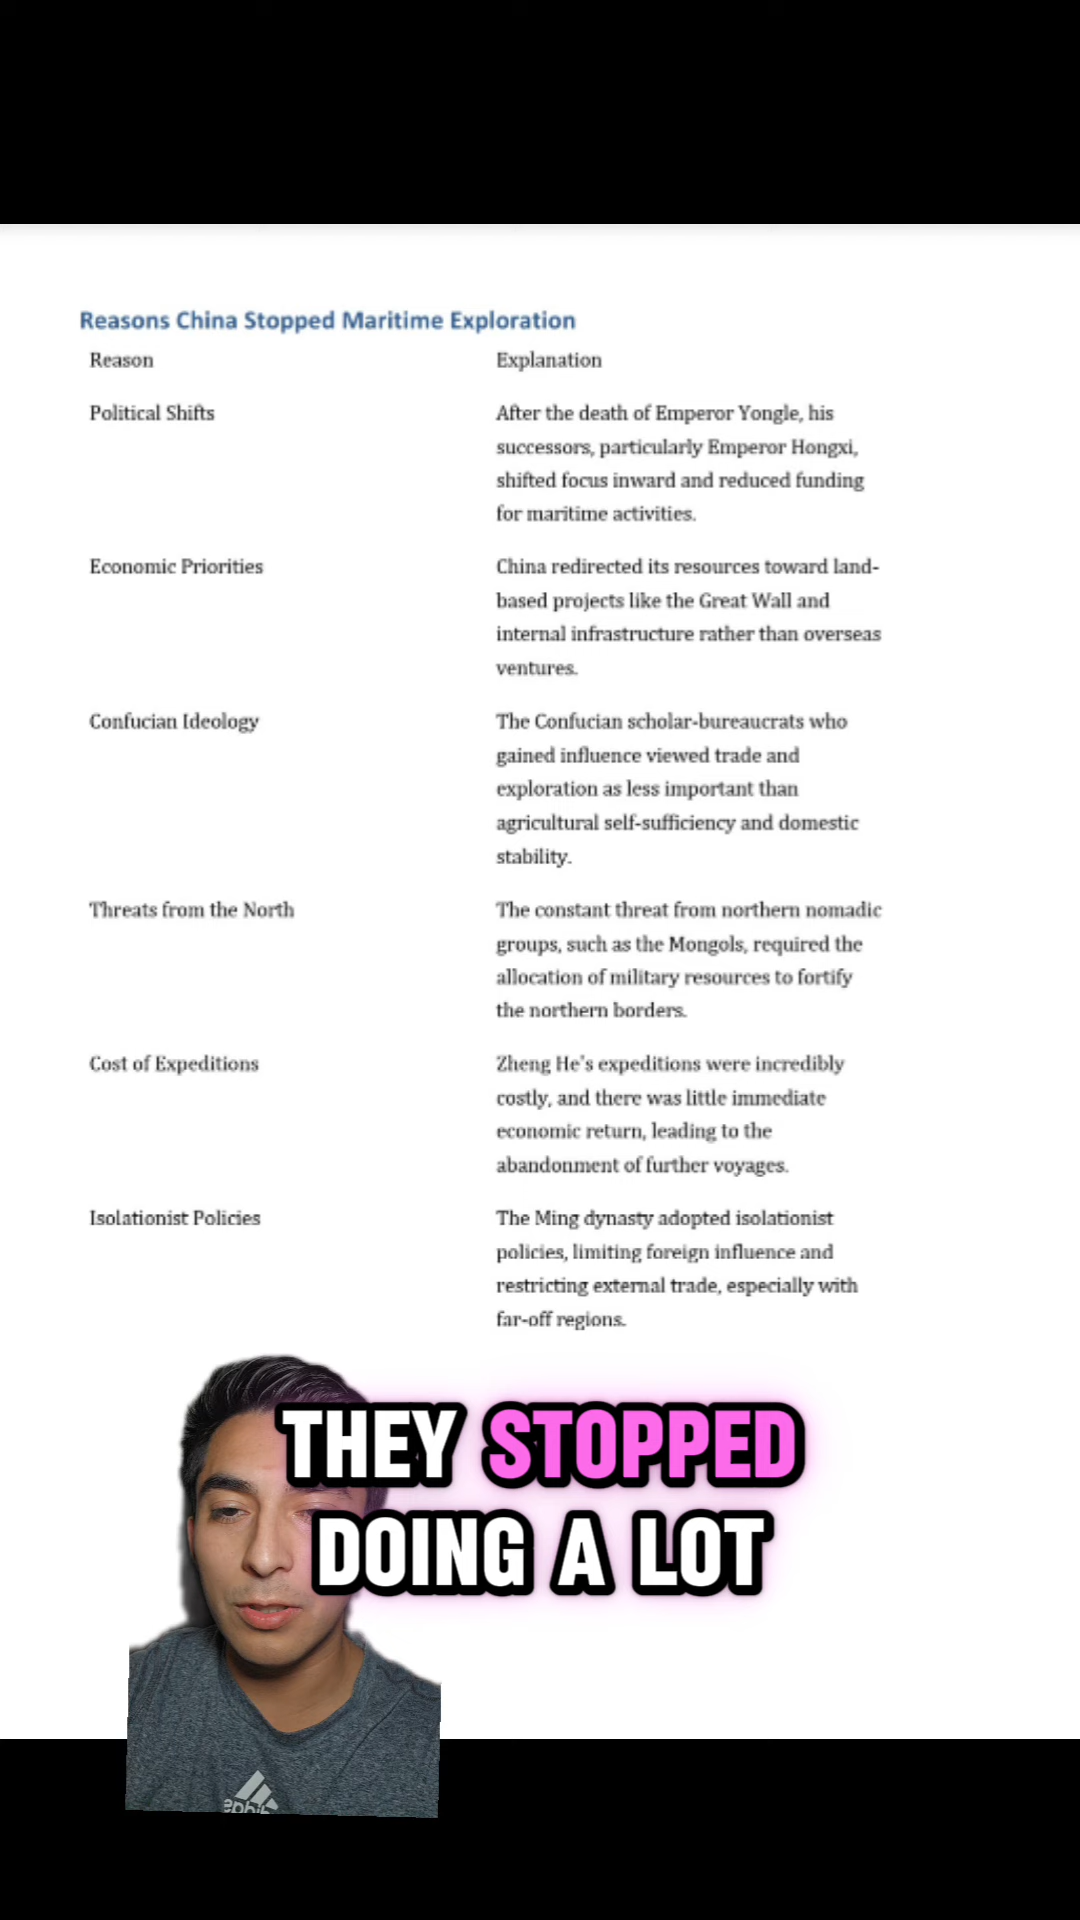 Reasons China Stopped Maritime Exploration
Reason Explanation
Political Shifts After the death of Emperor Yongle, his
successors, particularly Emperor Hongxi,
shifted focus inward and reduced funding
for maritime activities.
Economic Priorities China redirected its resources toward land-
based projects like the Great Wall and
internal infrastructure rather than overseas
ventures.
Confucian Ideology The Confucian scholar-bureaucrats who
gained influence viewed trade and
exploration as less important than
agricultural self-sufficiency and domestic
stability.
Threats from the North The constant threat from northern nomadic
groups, such as the Mongols, required the
allocation of military resources to fortify
the northern borders.
Cost of Expeditions Zheng He's expeditions were incredibly
costly, and there was little immediate
economic return, leading to the
abandonment of further voyages.
Isolationist Policies The Ming dynasty adopted isolationist
policies, limiting foreign influence and
restricting external trade, especially with
far-off regions.
THEY STOPPED
DOING A LOT